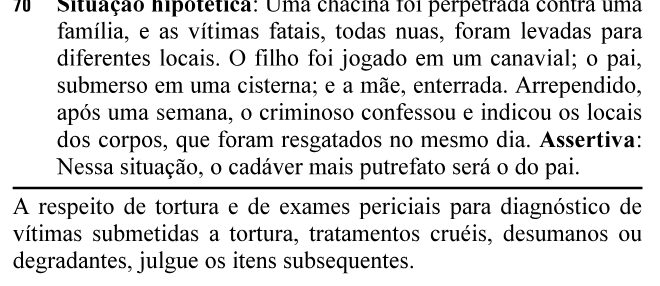 70 Situação hipotética: Uma chacina foi perpetrada contra uma
família, e as vítimas fatais, todas nuas, foram levadas para
diferentes locais. O filho foi jogado em um canavial; o pai,
submerso em uma cisterna; e a mãe, enterrada. Arrependido,
após uma semana, o criminoso confessou e indicou os locais
dos corpos, que foram resgatados no mesmo dia. Assertiva:
Nessa situação, o cadáver mais putrefato será o do pai.
A respeito de tortura e de exames periciais para diagnóstico de
vítimas submetidas a tortura, tratamentos cruéis, desumanos ou
degradantes, julgue os itens subsequentes.